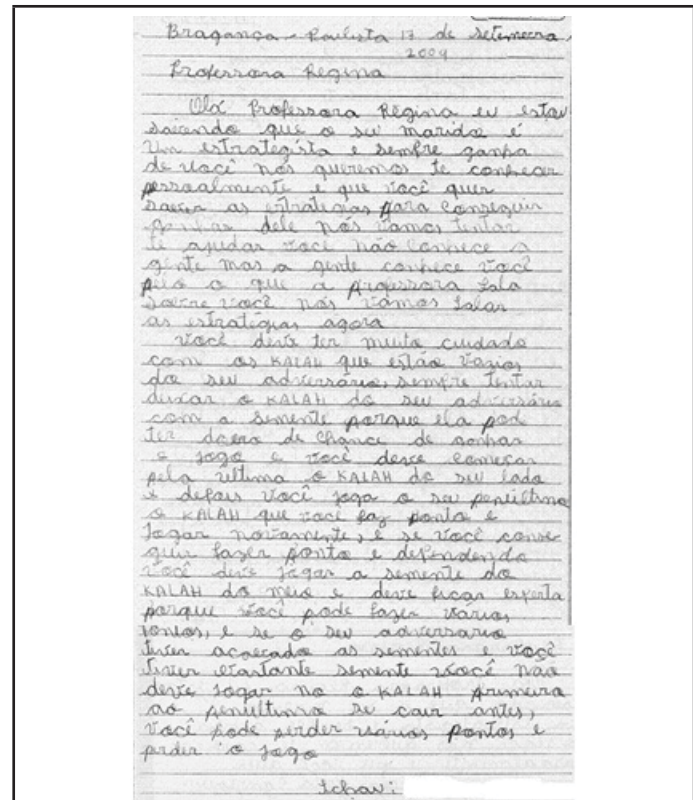 Bragança - Paulista 17 de setembra,
2009
Professora Regina
Olá Professora Regina eu estou
sabendo que o seu marido é
um estrategista e sempre ganha
de você nós queremos te conhecer
pessoalmente e que você quer
saber as estratégias para conseguir
ganhar dele nós vamos tentar
te ajudar você não conhece a
gente mas a gente conhece você
pelo o que a professora fala
sobre você nós vamos falar
as estratégias agora
você deve ter muita cuidado
com os KALAH que estão vazios
do seu adversário, sempre tentar
deixar o KALAH do seu adversário
com a semente porque ela pode
ter dobro de chance de ganhar
o jogo e você deve começar
pela última o KALAH do seu lado
e depois você joga o seu penúltimo
o KALAH que você faz ponto e
jogar novamente, e se você conse
guir fazer ponto e dependendo
você deve jogar a semente do
KALAH do meio e deve ficar esperta
porque você pode fazer vários
pontos, e se o seu adversario
tiver acabado as sementes e você
tiver bastante semente você não
deve jogar no o KALAH primeira
ao penúltimo se cair antes,
você pode perder vários pontos e
perder o jogo
tchau: